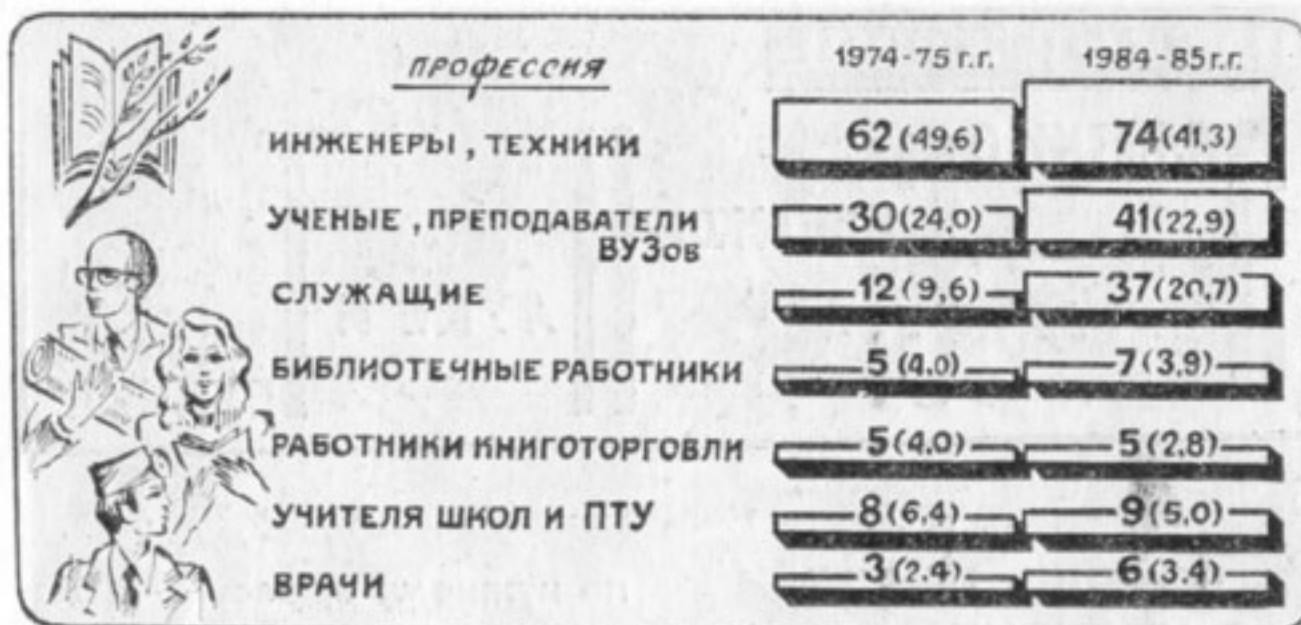 ПРОФЕССИЯ 1974-75 г.г. 1984-85 г.г.
ИНЖЕНЕРЫ, ТЕХНИКИ 62 (49,6) 74 (41,3)
УЧЕНЫЕ, ПРЕПОДАВАТЕЛИ 30 (24,0) 41 (22,9)
ВУЗов
СЛУЖАЩИЕ 12 (9,6) 37 (20,7)
БИБЛИОТЕЧНЫЕ РАБОТНИКИ 5 (4,0) 7 (3,9)
РАБОТНИКИ КНИГОТОРГОВЛИ 5 (4,0) 5 (2,8)
УЧИТЕЛЯ ШКОЛ И ПТУ 8 (6,4) 9 (5,0)
ВРАЧИ 3 (2,4) 6 (3,4)